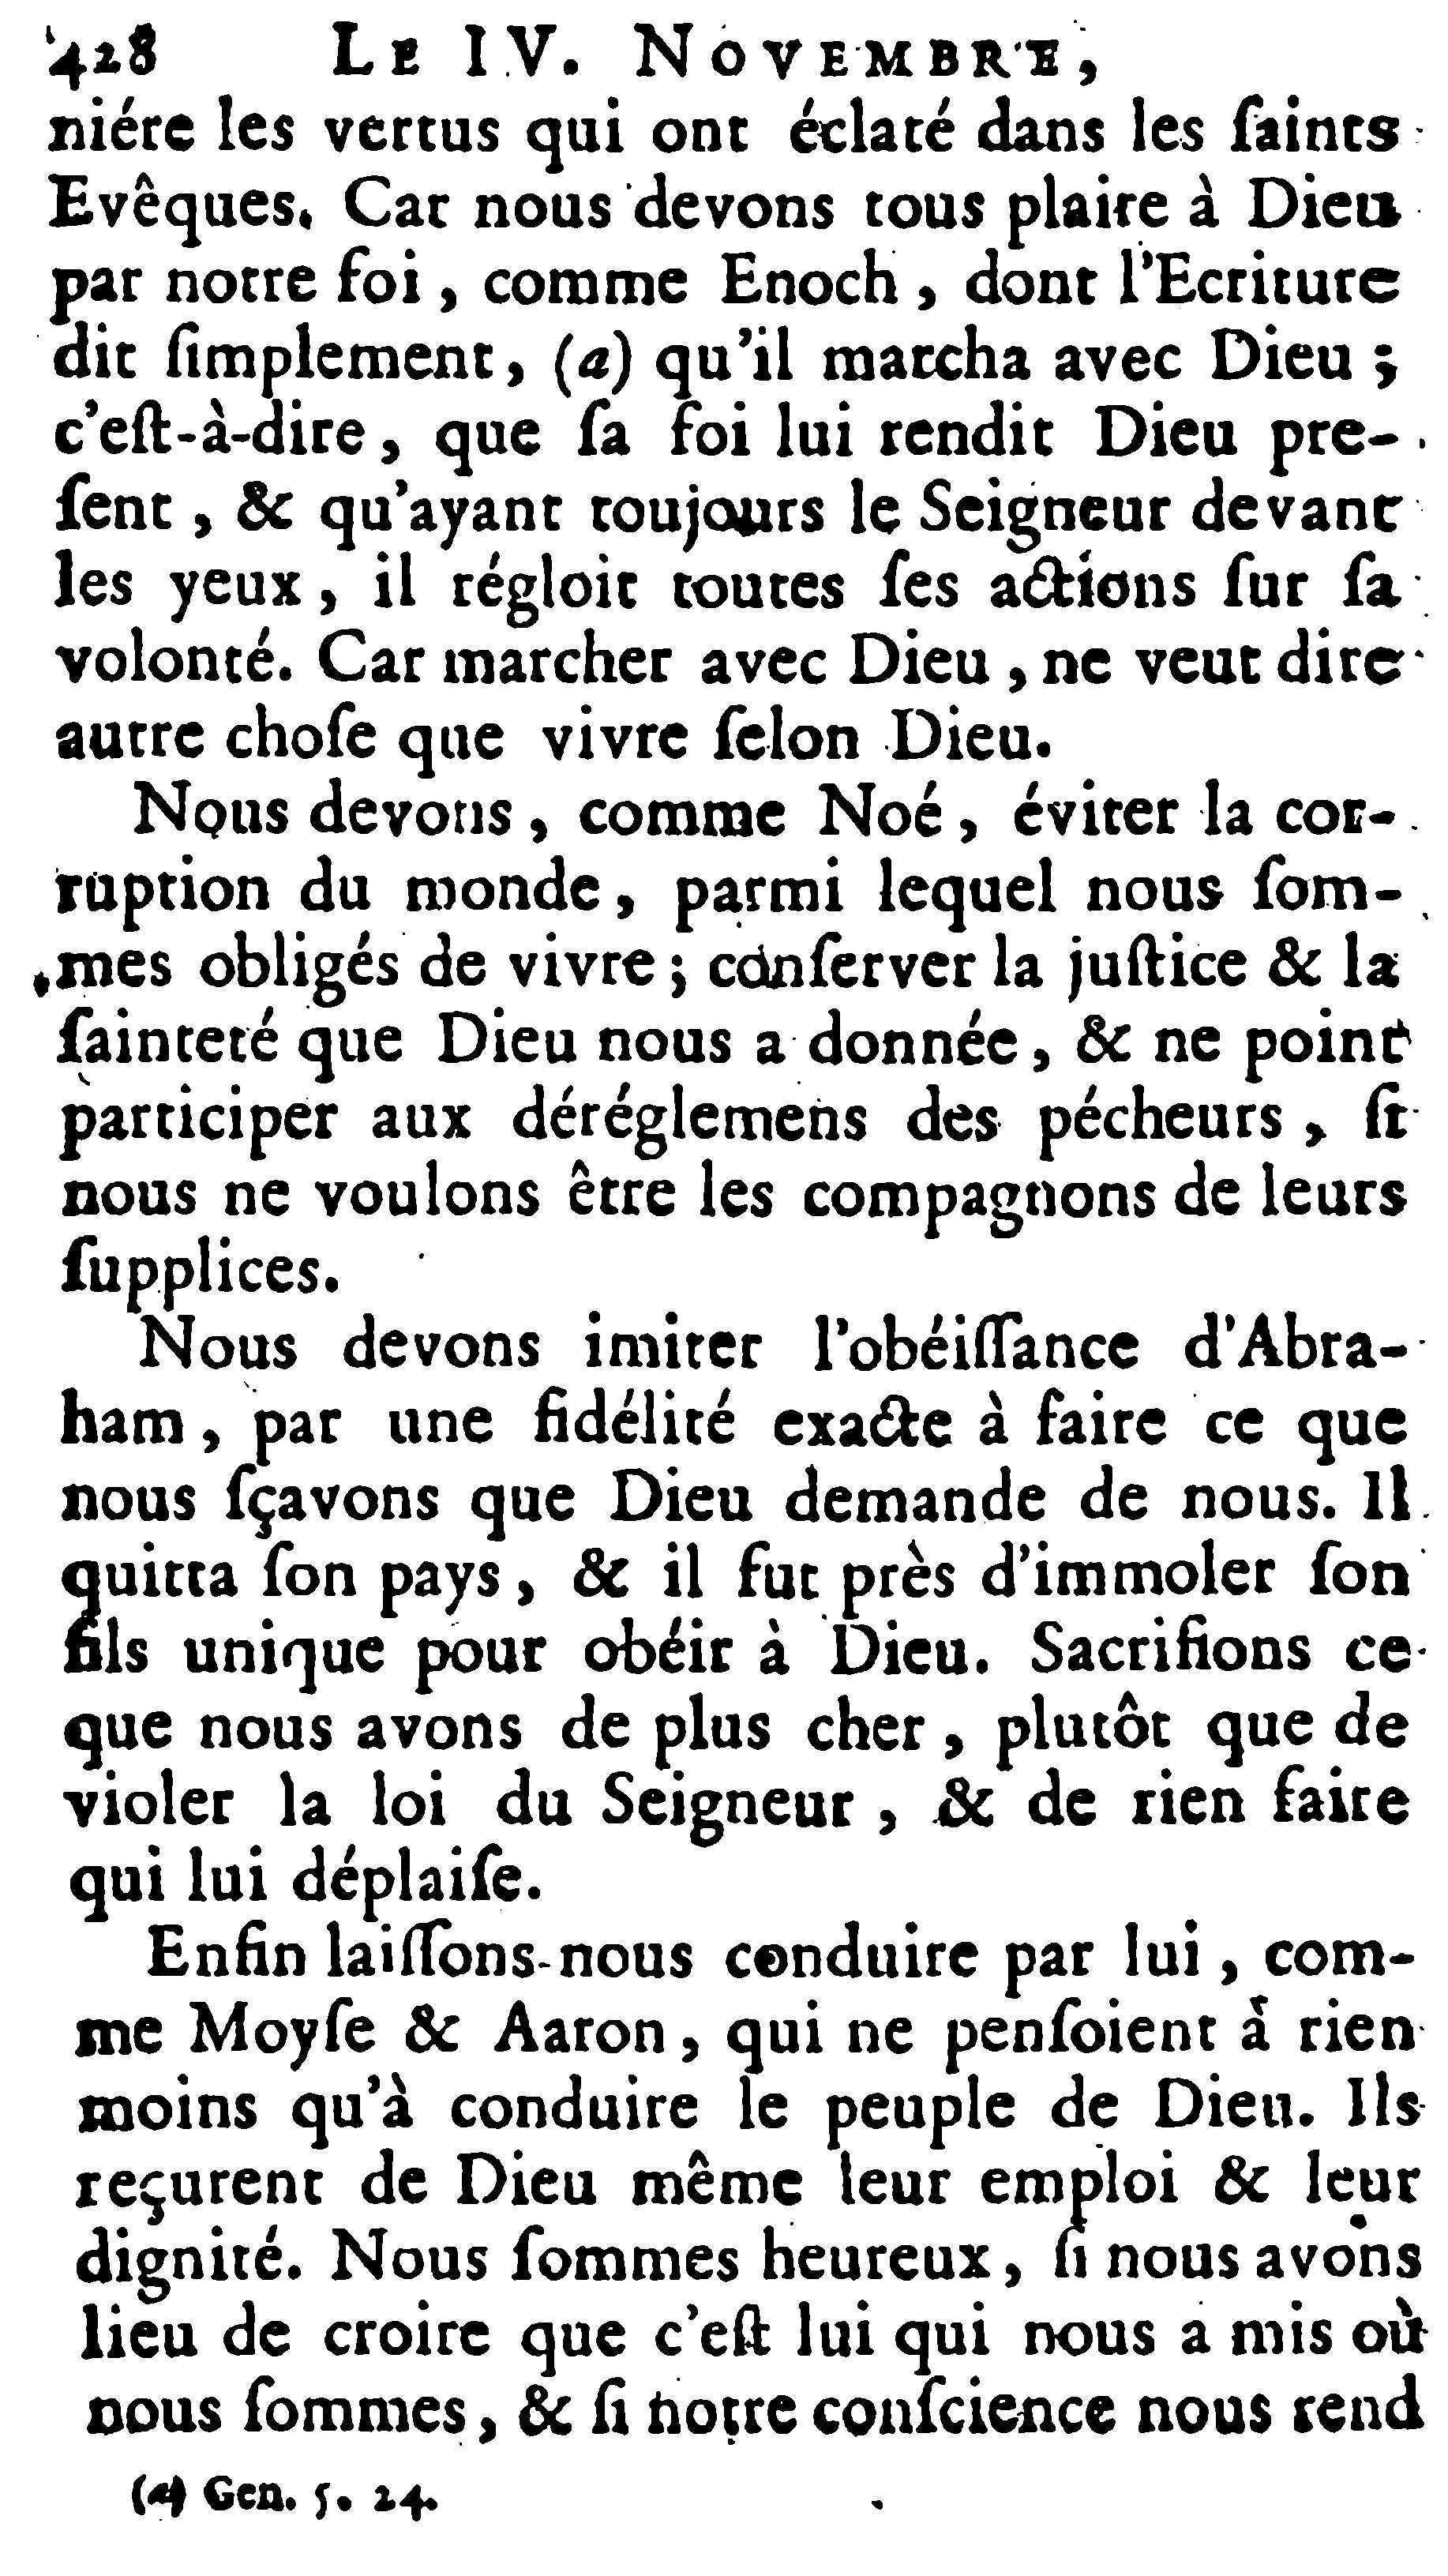 428 LE IV. NOVEMBRE,
niére les vertus qui ont éclaté dans les ſaints
Evêques. Car nous devons tous plaire à Dieu
par notre foi, comme Enoch, dont l'Ecriture
dit ſimplement, (a) qu'il marcha avec Dieu;
c'eſt-à-dire, que ſa foi lui rendit Dieu pre-
ſent, & qu'ayant toujours le Seigneur devant
les yeux, il régloit toutes ſes actions ſur ſa
volonté. Car marcher avec Dieu, ne veut dire
autre choſe que vivre ſelon Dieu.
Nous devons, comme Noé, éviter la cor-
ruption du monde, parmi lequel nous ſom-
mes obligés de vivre; conſerver la juſtice & la
ſainteté que Dieu nous a donnée, & ne point
participer aux déréglemens des pécheurs, ſi
nous ne voulons être les compagnons de leurs
ſupplices.
Nous devons imiter l'obéiſſance d'Abra-
ham, par une fidélité exacte à faire ce que
nous ſçavons que Dieu demande de nous. Il
quitta ſon pays, & il fut près d'immoler ſon
fils unique pour obéir à Dieu. Sacrifions ce
que nous avons de plus cher, plutôt que de
violer la loi du Seigneur, & de rien faire
qui lui déplaiſe.
Enfin laiſſons-nous conduire par lui, com-
me Moyſe & Aaron, qui ne penſoient à rien
moins qu'à conduire le peuple de Dieu. Ils
reçurent de Dieu même leur emploi & leur
dignité. Nous ſommes heureux, ſi nous avons
lieu de croire que c'eſt lui qui nous a mis où
nous ſommes, & ſi notre conſcience nous rend
(a) Gen. 5. 24.